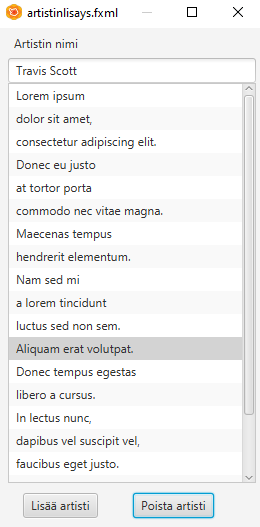 artistinlisays.fxml
Artistin nimi
Travis Scott
Lorem ipsum
dolor sit amet,
consectetur adipiscing elit.
Donec eu justo
at tortor porta
commodo nec vitae magna.
Maecenas tempus
hendrerit elementum.
Nam sed mi
a lorem tincidunt
luctus sed non sem.
Aliquam erat volutpat.
Donec tempus egestas
libero a cursus.
In lectus nunc,
dapibus vel suscipit vel,
faucibus eget justo.
Lisää artisti
Poista artisti